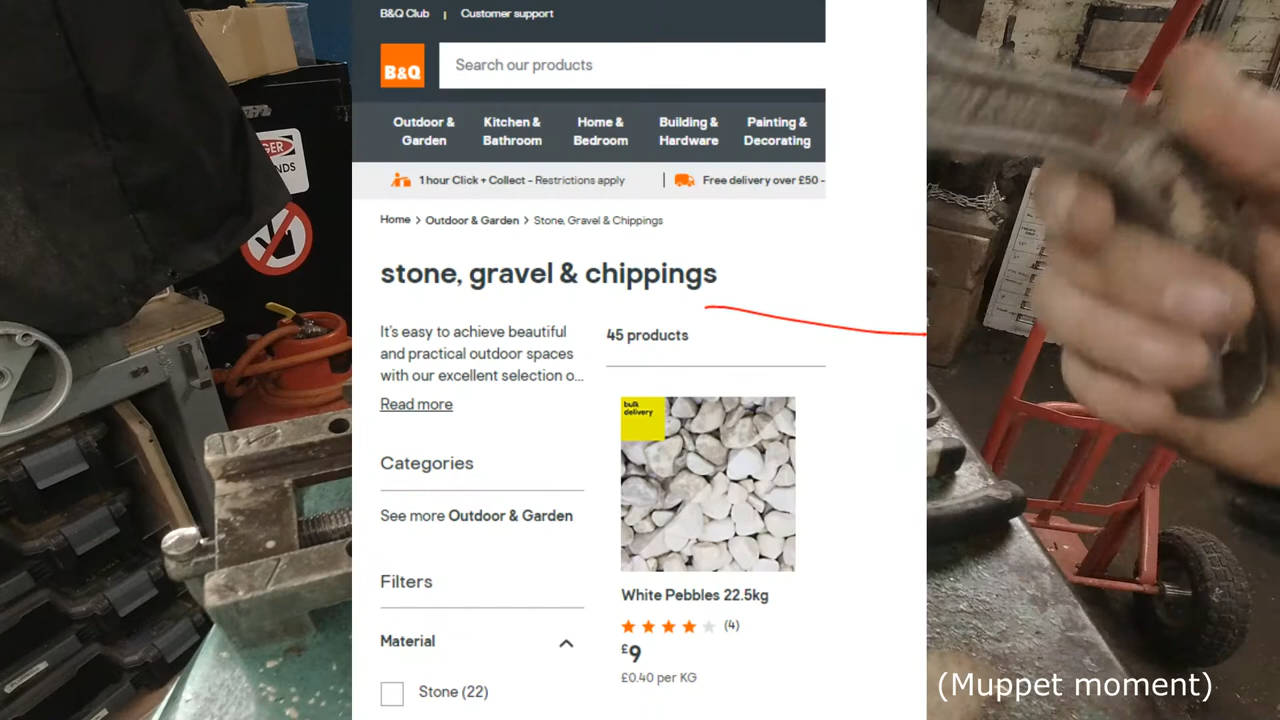 B&Q Club | Customer support
B&Q
Search our products
Outdoor & Garden
Kitchen & Bathroom
Home & Bedroom
Building & Hardware
Painting & Decorating
1 hour Click + Collect - Restrictions apply | Free delivery over £50 -
Home > Outdoor & Garden > Stone, Gravel & Chippings
stone, gravel & chippings
It's easy to achieve beautiful
and practical outdoor spaces
with our excellent selection o...
Read more
45 products
Categories
See more Outdoor & Garden
Filters
Material
Stone (22)
bulk
delivery
White Pebbles 22.5kg
(4)
£9
£0.40 per KG
GER
NDS
(Muppet moment)